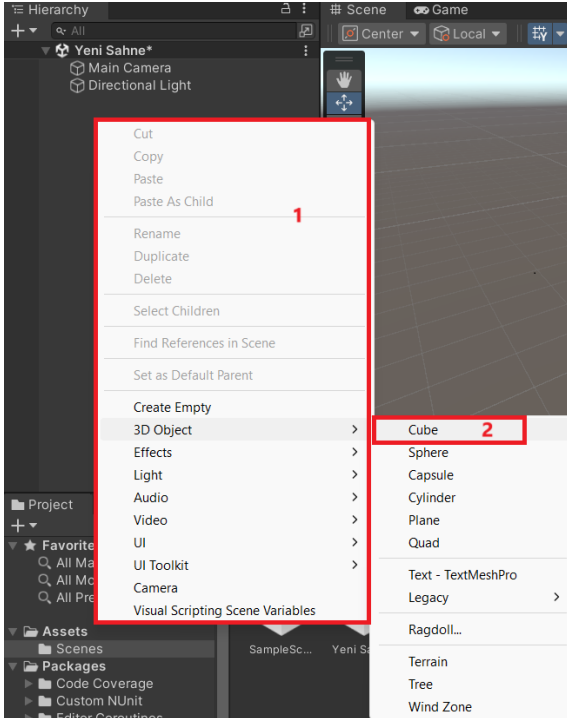 Hierarchy
Scene
Game
All
Center
Local
Yeni Sahne*
Main Camera
Directional Light
Cut
Copy
Paste
Paste As Child
1
Rename
Duplicate
Delete
Select Children
Find References in Scene
Set as Default Parent
Create Empty
3D Object
Effects
Light
Audio
Video
UI
UI Toolkit
Camera
Visual Scripting Scene Variables
Cube 2
Sphere
Capsule
Cylinder
Plane
Quad
Text - TextMeshPro
Legacy
Ragdoll...
Terrain
Tree
Wind Zone
Project
Favorite
All Ma
All Mo
All Pre
Assets
Scenes
Packages
Code Coverage
Custom NUnit
Editor Coroutines
SampleSc...
Yeni Sa